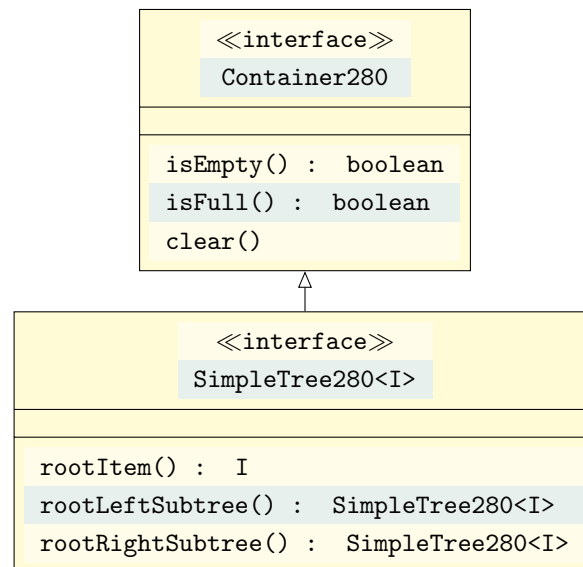 ≪interface≫
Container280
isEmpty() : boolean
isFull() : boolean
clear()
≪interface≫
SimpleTree280<I>
rootItem() : I
rootLeftSubtree() : SimpleTree280<I>
rootRightSubtree() : SimpleTree280<I>